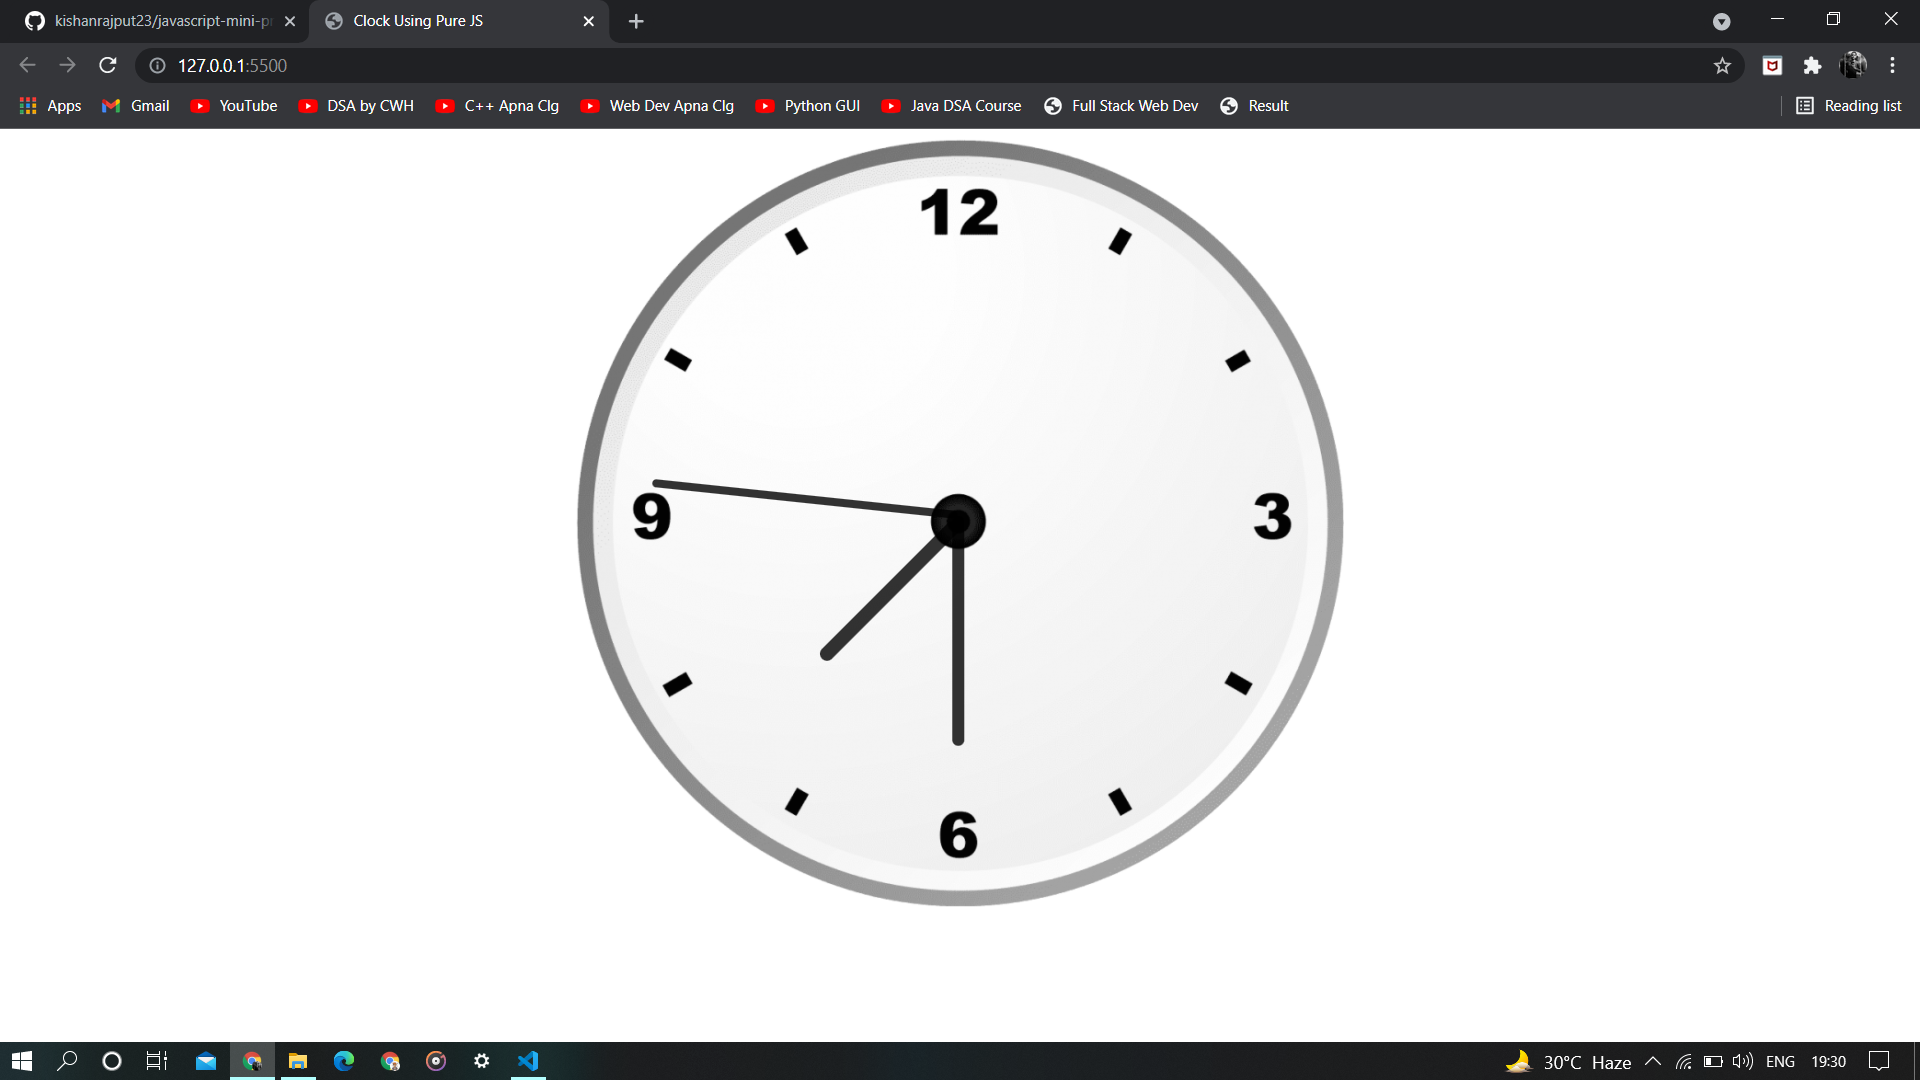 kishanrajput23/javascript-mini-pr
Clock Using Pure JS
127.0.0.1:5500
Apps Gmail YouTube DSA by CWH C++ Apna Clg Web Dev Apna Clg Python GUI Java DSA Course Full Stack Web Dev Result Reading list
12
9 3
6
30°C Haze ENG 19:30